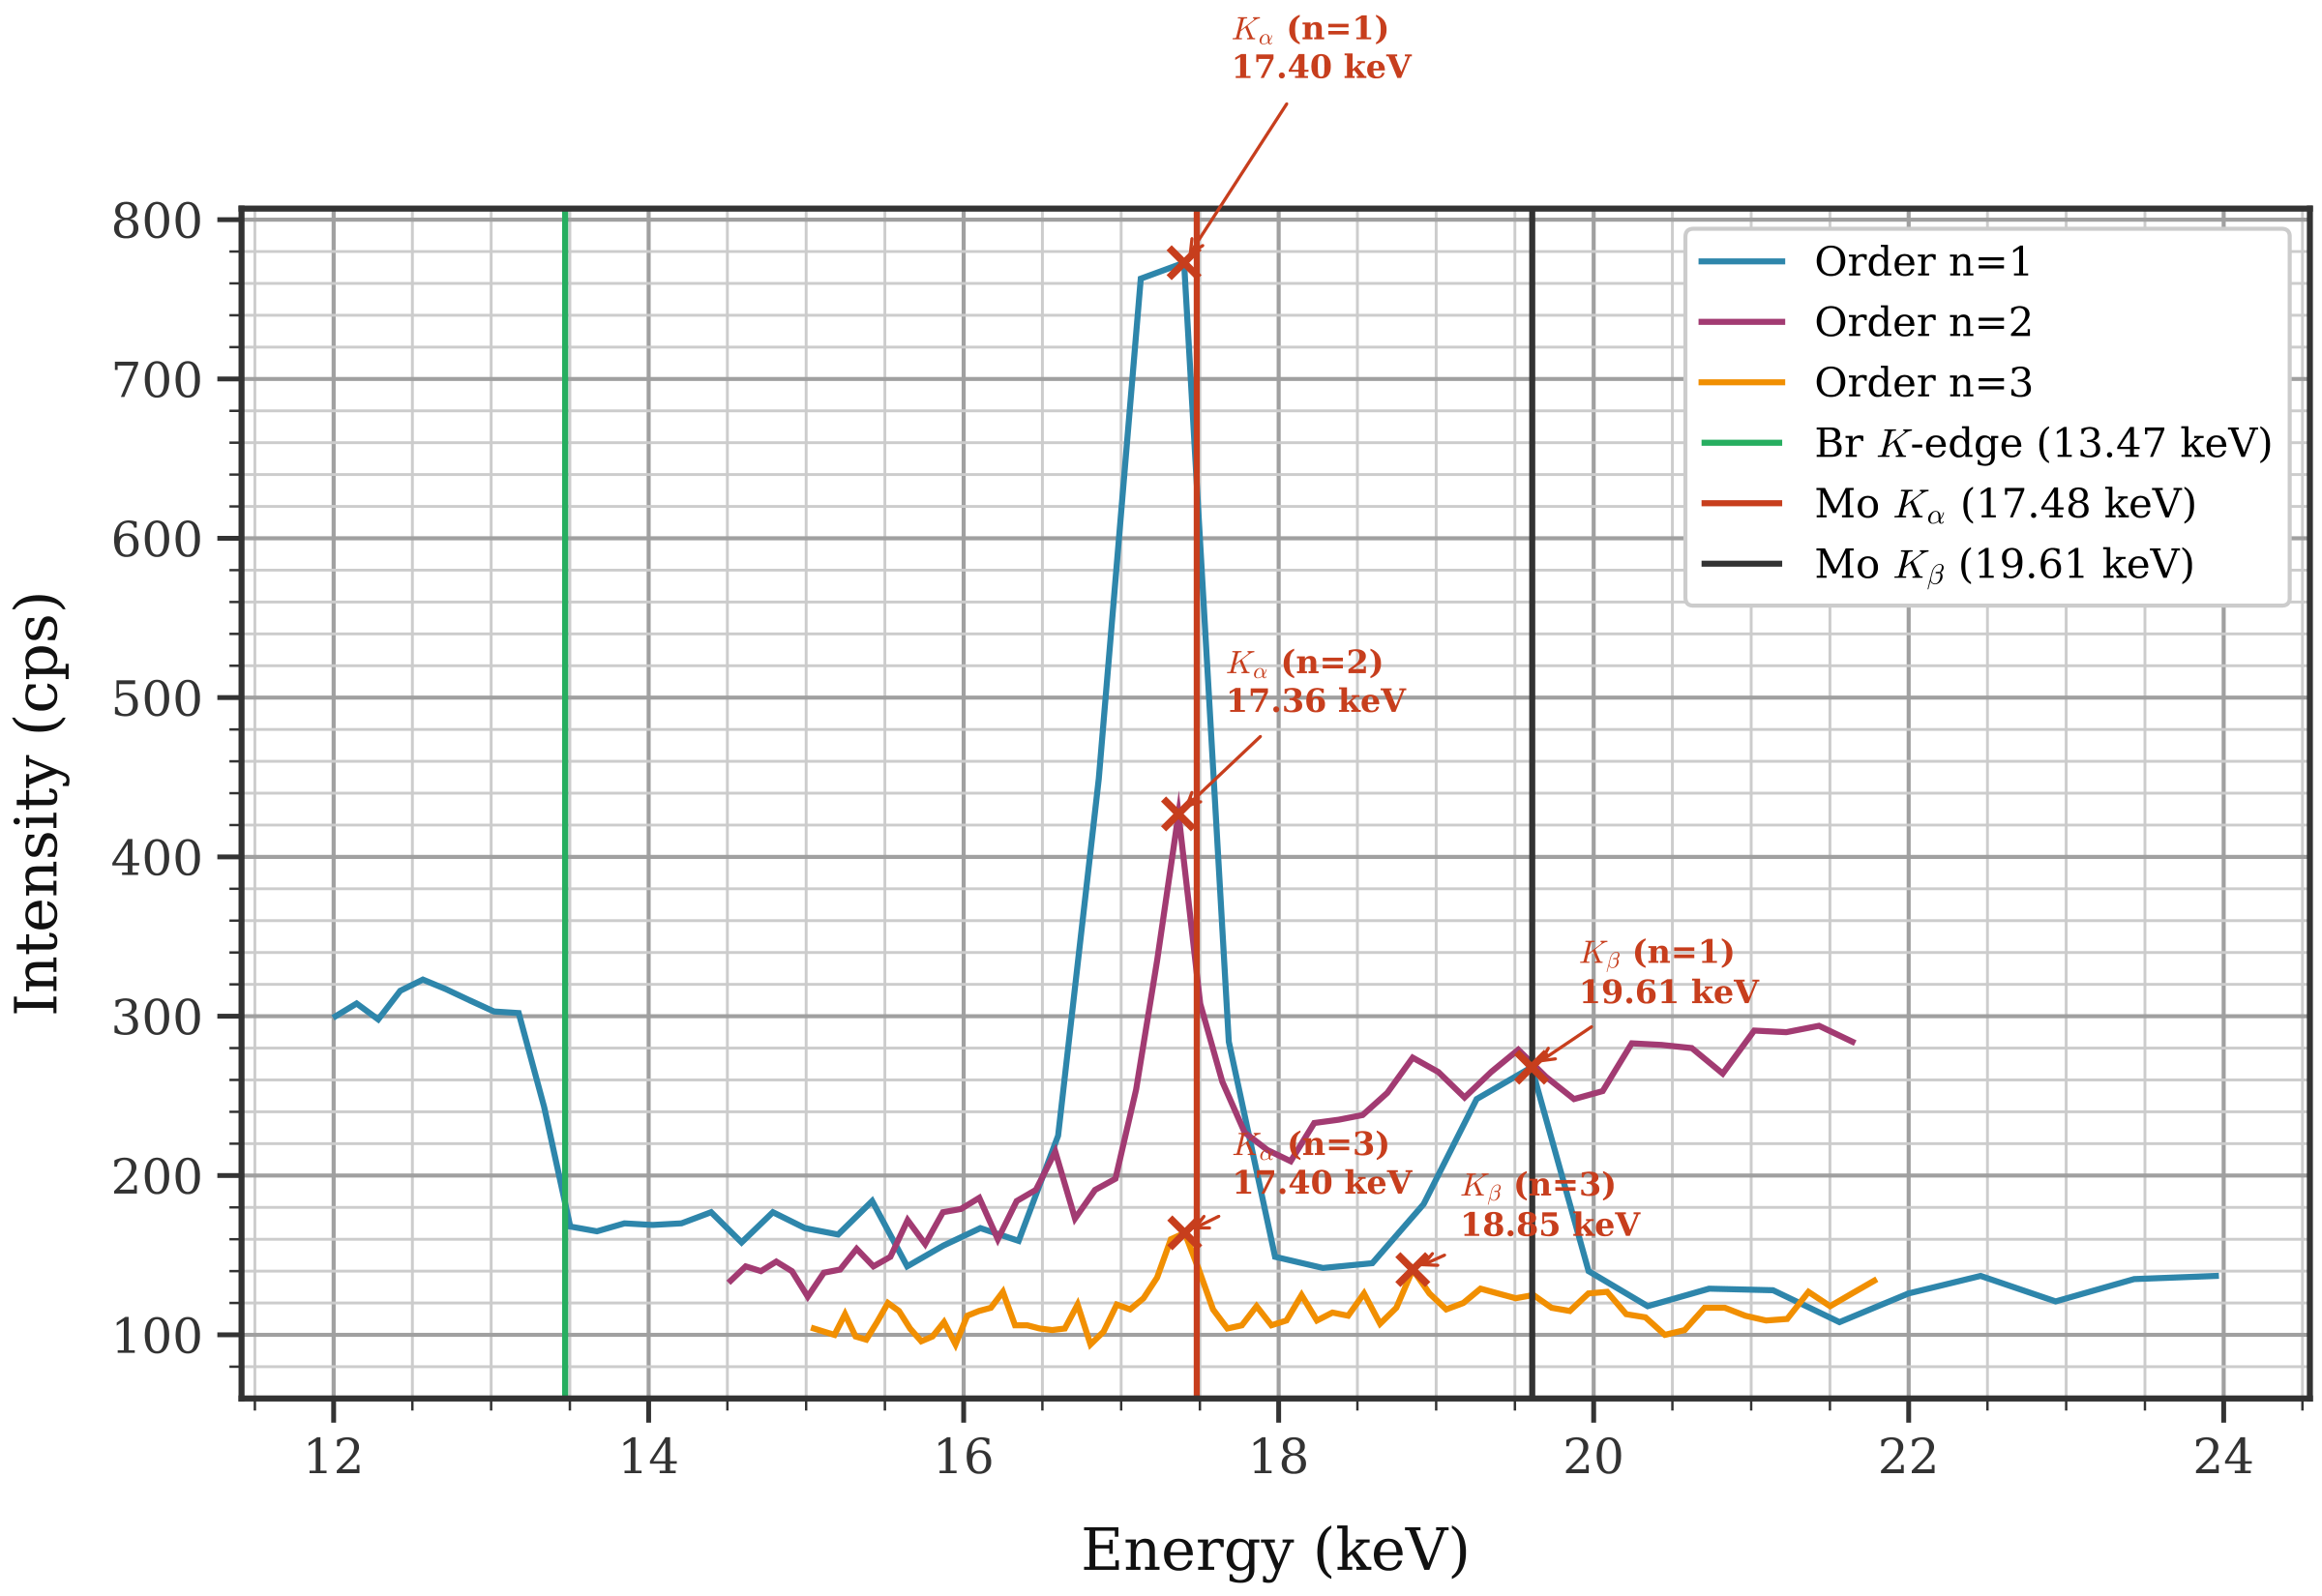 Kα (n=1)
17.40 keV
800
700
600
500
400
300
200
100
Intensity (cps)
Order n=1
Order n=2
Order n=3
Br K-edge (13.47 keV)
Mo Kα (17.48 keV)
Mo Kβ (19.61 keV)
Kα (n=2)
17.36 keV
Kβ (n=1)
19.61 keV
Kα (n=3)
17.40 keV
Kβ (n=3)
18.85 keV
12 14 16 18 20 22 24
Energy (keV)